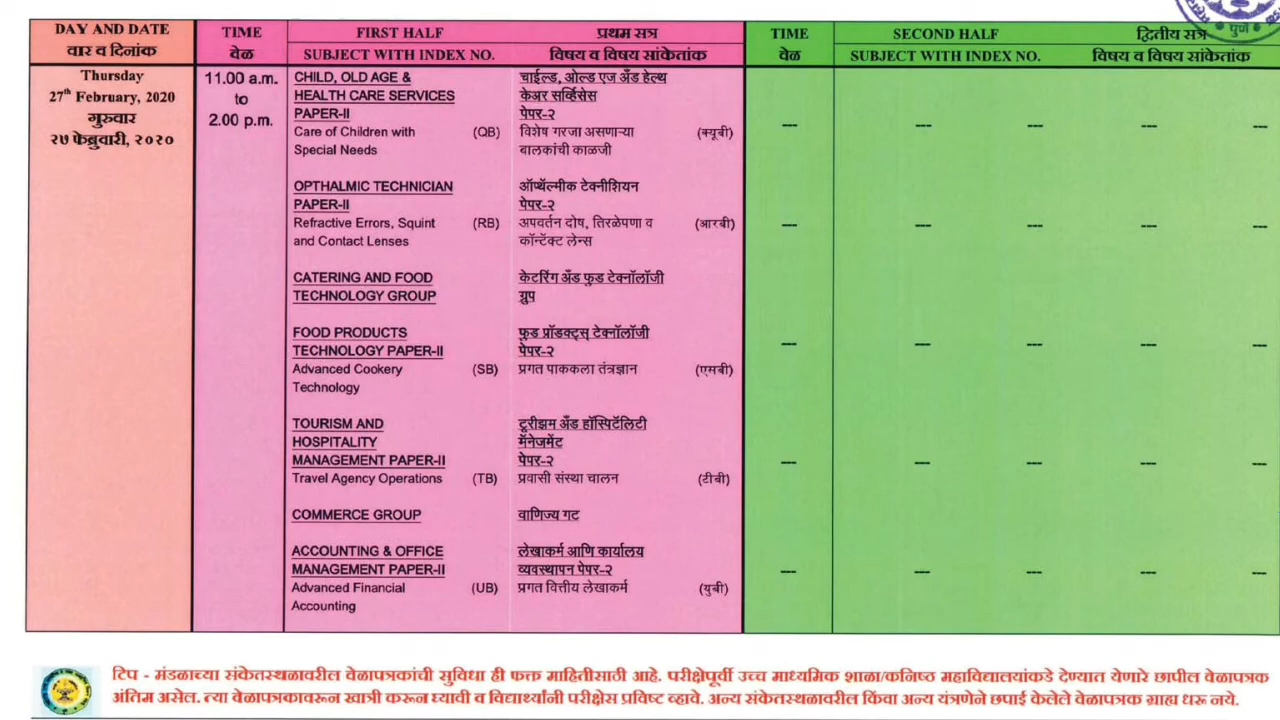 DAY AND DATE
वार व दिनांक
TIME
वेळ
FIRST HALF
प्रथम सत्र
SUBJECT WITH INDEX NO.
विषय व विषय सांकेतांक
TIME
वेळ
SECOND HALF
द्वितीय सत्र
SUBJECT WITH INDEX NO.
विषय व विषय सांकेतांक
पुणे
Thursday
27th February, 2020
गुरुवार
२७ फेब्रुवारी, २०२०
11.00 a.m.
to
2.00 p.m.
CHILD, OLD AGE & चाईल्ड, ओल्ड एज अँड हेल्थ
HEALTH CARE SERVICES केअर सर्व्हिसेस
PAPER-II पेपर-२
Care of Children with (QB) विशेष गरजा असणाऱ्या (क्यूबी)
Special Needs बालकांची काळजी
--- --- --- --- ---
OPTHALMIC TECHNICIAN ऑप्थॅल्मीक टेक्नीशियन
PAPER-II पेपर-२
Refractive Errors, Squint (RB) अपवर्तन दोष, तिरळेपणा व (आरबी) --- --- --- --- ---
and Contact Lenses कॉन्टॅक्ट लेन्स
CATERING AND FOOD केटरिंग अँड फुड टेक्नॉलॉजी
TECHNOLOGY GROUP ग्रुप
FOOD PRODUCTS फुड प्रॉडक्ट्स् टेक्नॉलॉजी
TECHNOLOGY PAPER-II पेपर-२ --- --- --- --- ---
Advanced Cookery (SB) प्रगत पाककला तंत्रज्ञान (एसबी)
Technology
TOURISM AND टूरीझम अँड हॉस्पिटॅलिटी
HOSPITALITY मॅनेजमेंट
MANAGEMENT PAPER-II पेपर-२ --- --- --- --- ---
Travel Agency Operations (TB) प्रवासी संस्था चालन (टीबी)
COMMERCE GROUP वाणिज्य गट
ACCOUNTING & OFFICE लेखाकर्म आणि कार्यालय
MANAGEMENT PAPER-II व्यवस्थापन पेपर-२ --- --- --- --- ---
Advanced Financial (UB) प्रगत वित्तीय लेखाकर्म (युबी)
Accounting
टिप - मंडळाच्या संकेतस्थळावरील वेळापत्रकांची सुविधा ही फक्त माहितीसाठी आहे. परीक्षेपूर्वी उच्च माध्यमिक शाळा/कनिष्ठ महाविद्यालयांकडे देण्यात येणारे छापील वेळापत्रक
अंतिम असेल. त्या वेळापत्रकावरून खात्री करून घ्यावी व विद्यार्थ्यांनी परीक्षेस प्रविष्ट व्हावे. अन्य संकेतस्थळावरील किंवा अन्य यंत्रणेने छपाई केलेले वेळापत्रक ग्राह्य धरू नये.